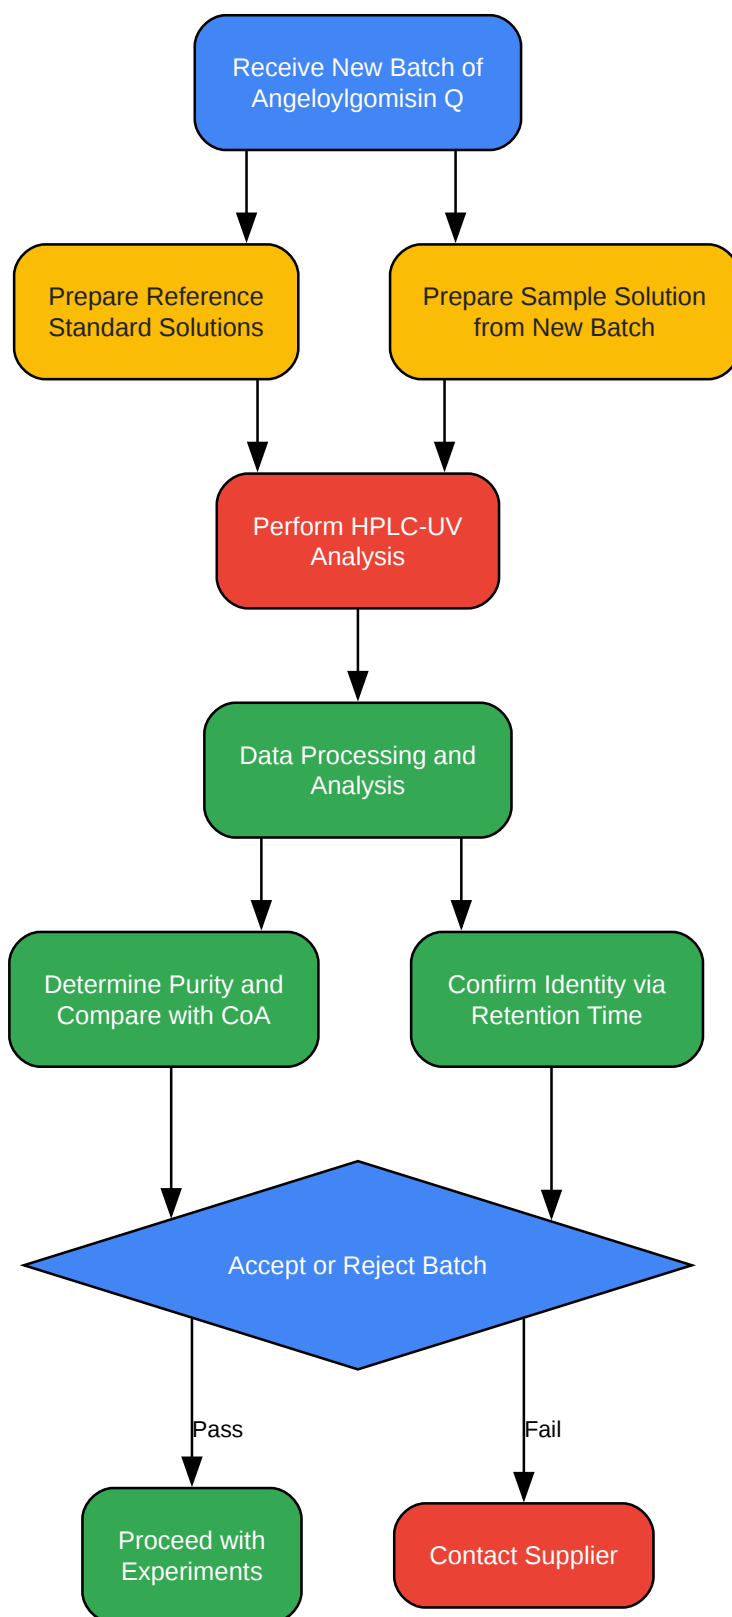 Receive New Batch of
Angeloylgomisin Q
Prepare Reference
Standard Solutions
Prepare Sample Solution
from New Batch
Perform HPLC-UV
Analysis
Data Processing and
Analysis
Determine Purity and
Compare with CoA
Confirm Identity via
Retention Time
Accept or Reject Batch
Pass
Fail
Proceed with
Experiments
Contact Supplier